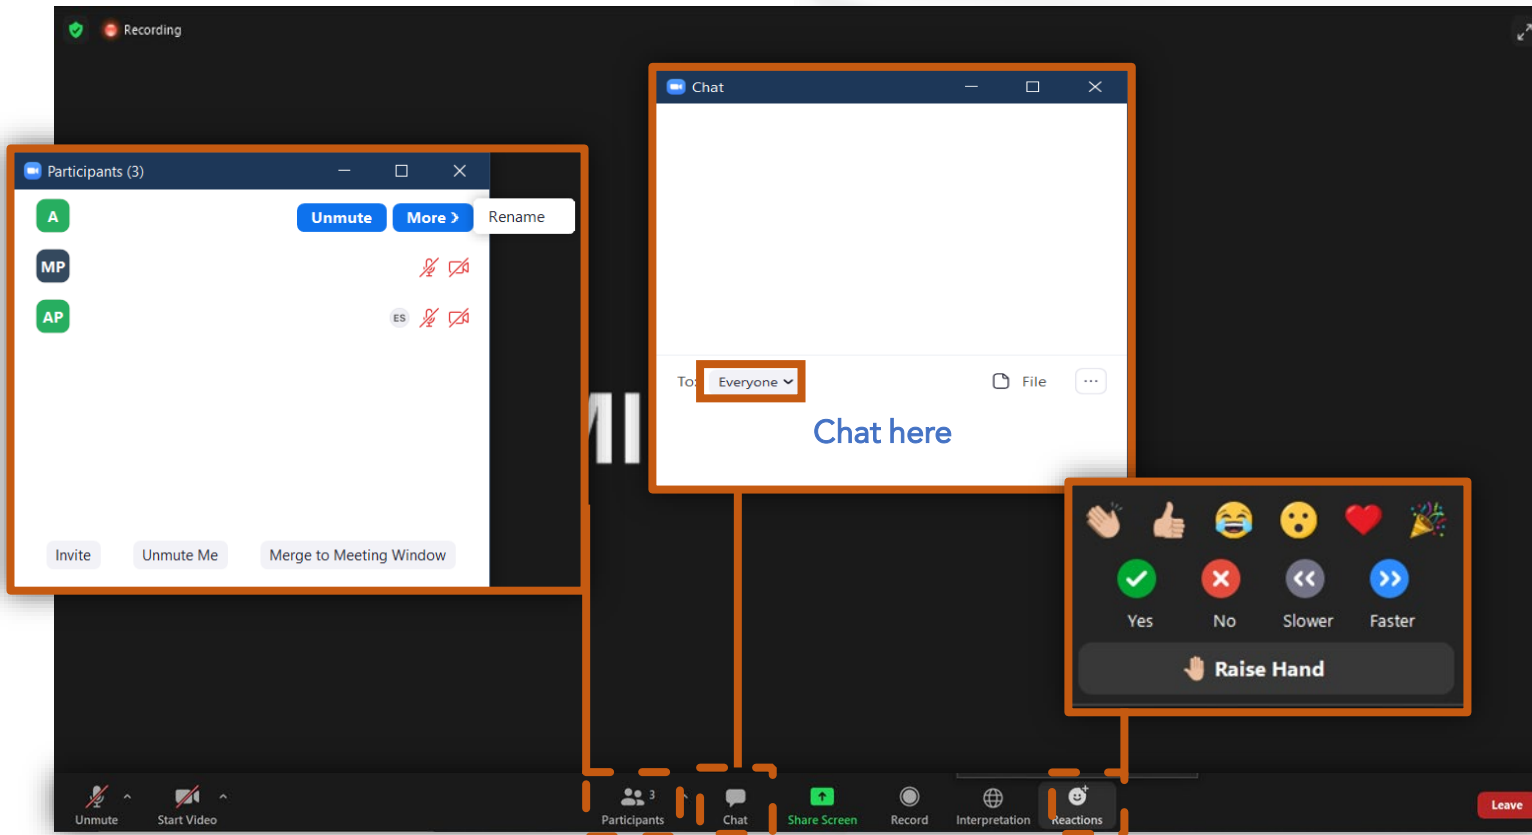 Recording
Chat
Participants (3)
A
Unmute
More >
Rename
MP
AP
ES
To:
Everyone
File
...
MI
Chat here
Invite
Unmute Me
Merge to Meeting Window
Yes
No
Slower
Faster
Raise Hand
Unmute
Start Video
3
Participants
Chat
Share Screen
Record
Interpretation
Reactions
Leave